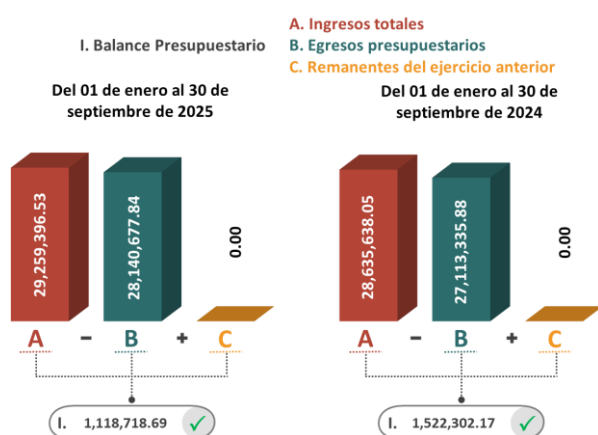 A. Ingresos totales
I. Balance Presupuestario
B. Egresos presupuestarios
C. Remanentes del ejercicio anterior
Del 01 de enero al 30 de
septiembre de 2025
29,259,396.53
28,140,677.84
0.00
A − B + C
I. 1,118,718.69 ✓
Del 01 de enero al 30 de
septiembre de 2024
28,635,638.05
27,113,335.88
0.00
A − B + C
I. 1,522,302.17 ✓